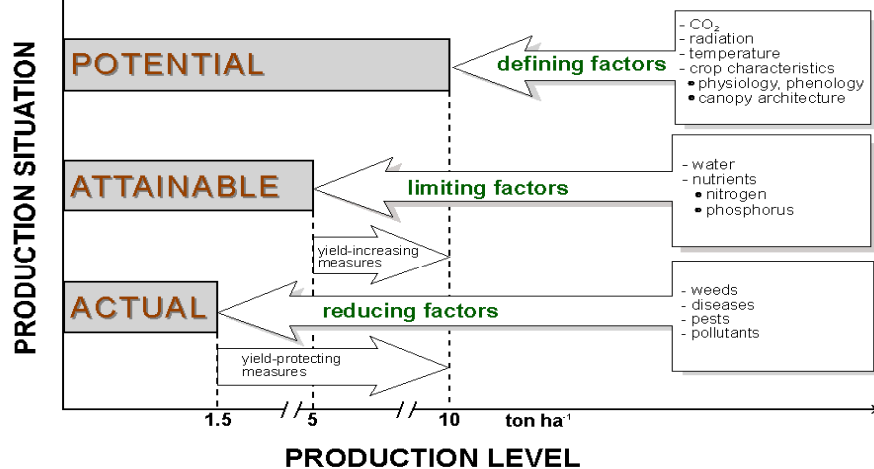 PRODUCTION SITUATION
POTENTIAL
defining factors
- CO₂
- radiation
- temperature
- crop characteristics
• physiology, phenology
• canopy architecture
ATTAINABLE
limiting factors
- water
- nutrients
• nitrogen
• phosphorus
yield-increasing
measures
ACTUAL
reducing factors
- weeds
- diseases
- pests
- pollutants
yield-protecting
measures
1.5 // 5 // 10 ton ha⁻¹
PRODUCTION LEVEL